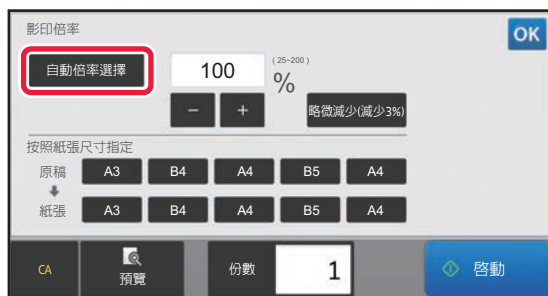 影印倍率
OK
自動倍率選擇
100
(25~200)
%
−
+
略微減少(減少3%)
按照紙張尺寸指定
原稿 A3 B4 A4 B5 A4
紙張 A3 B4 A4 B5 A4
CA
預覽
份數
1
啓動